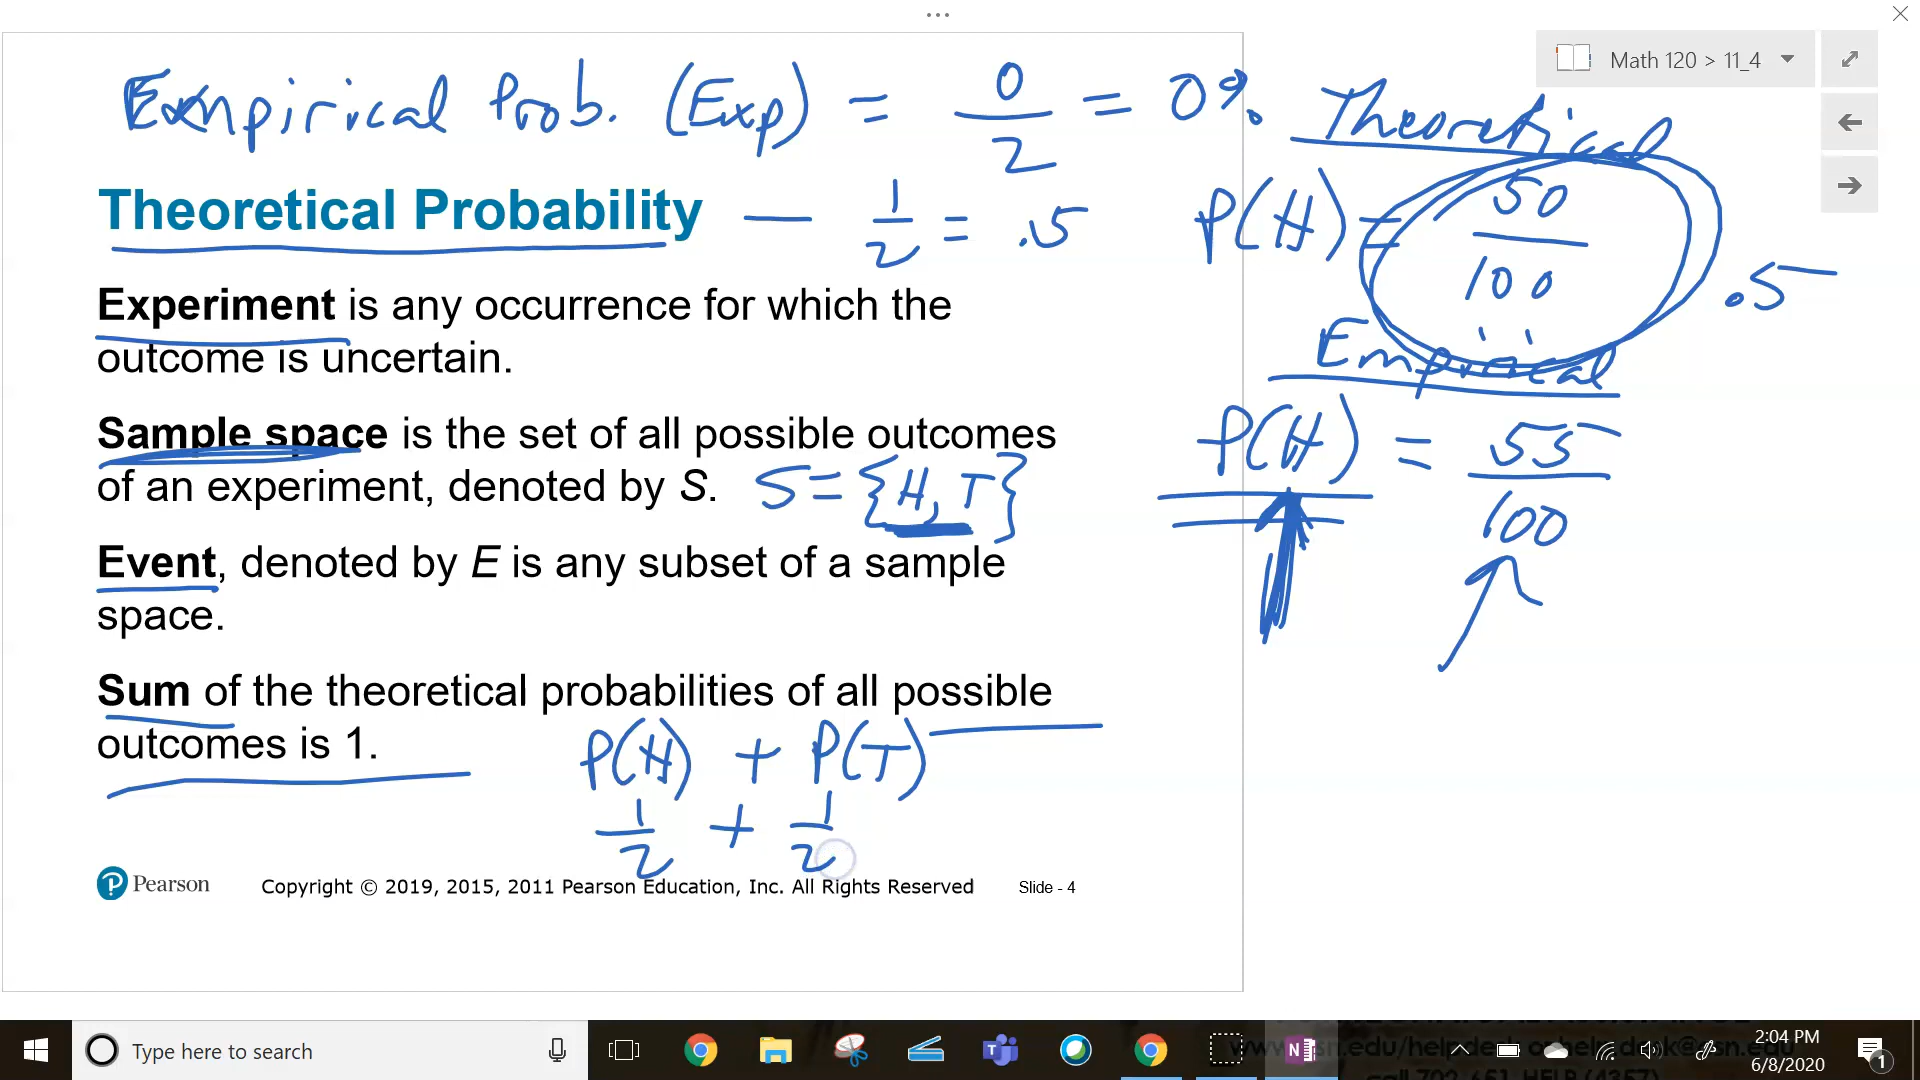 Math 120 > 11_4
Empirical Prob. (Exp) = 0/2 = 0%
Theoretical
P(H) = 50/100 .5
Theoretical Probability — 1/2 = .5
Experiment is any occurrence for which the
outcome is uncertain.
Empirical
P(H) = 55/100
Sample space is the set of all possible outcomes
of an experiment, denoted by S. S = {H, T}
Event, denoted by E is any subset of a sample
space.
Sum of the theoretical probabilities of all possible
outcomes is 1.
P(H) + P(T)
1/2 + 1/2
Pearson
Copyright © 2019, 2015, 2011 Pearson Education, Inc. All Rights Reserved
Slide - 4
Type here to search
2:04 PM
6/8/2020
1